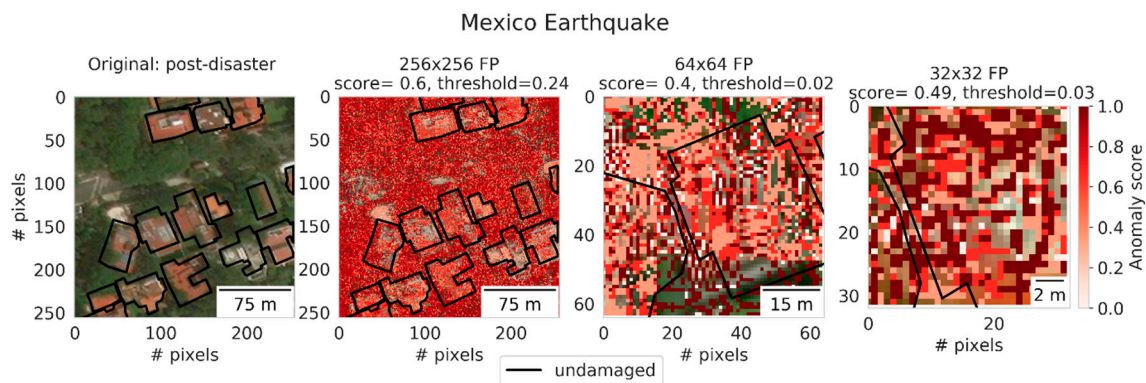 Mexico Earthquake
Original: post-disaster
256x256 FP
score= 0.6, threshold=0.24
64x64 FP
score= 0.4, threshold=0.02
32x32 FP
score= 0.49, threshold=0.03
# pixels
0
50
100
150
200
250
75 m
0
100
200
# pixels
0
50
100
150
200
250
75 m
0
100
200
# pixels
0
20
40
60
15 m
0
20
40
60
# pixels
0
10
20
30
2 m
0
20
# pixels
1.0
0.8
0.6
0.4
0.2
0.0
Anomaly score
undamaged